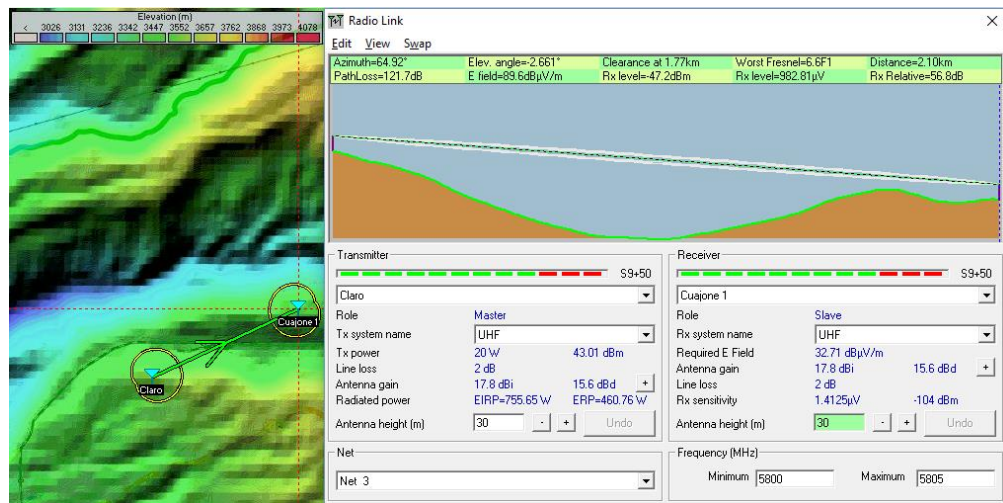 Elevation (m)
< 3026 3131 3236 3342 3447 3552 3657 3762 3868 3973 4078
Cuajone 1
Claro
Radio Link
Edit View Swap
Azimuth=64.92° Elev. angle=-2.661° Clearance at 1.77km Worst Fresnel=6.6F1 Distance=2.10km
PathLoss=121.7dB E field=89.6dBµV/m Rx level=-47.2dBm Rx level=982.81µV Rx Relative=56.8dB
Transmitter
S9+50
Claro
Role Master
Tx system name UHF
Tx power 20 W 43.01 dBm
Line loss 2 dB
Antenna gain 17.8 dBi 15.6 dBd +
Radiated power EIRP=755.65 W ERP=460.76 W
Antenna height (m) 30 - + Undo
Net
Net 3
Receiver
S9+50
Cuajone 1
Role Slave
Rx system name UHF
Required E Field 32.71 dBµV/m
Antenna gain 17.8 dBi 15.6 dBd +
Line loss 2 dB
Rx sensitivity 1.4125µV -104 dBm
Antenna height (m) 30 - + Undo
Frequency (MHz)
Minimum 5800 Maximum 5805